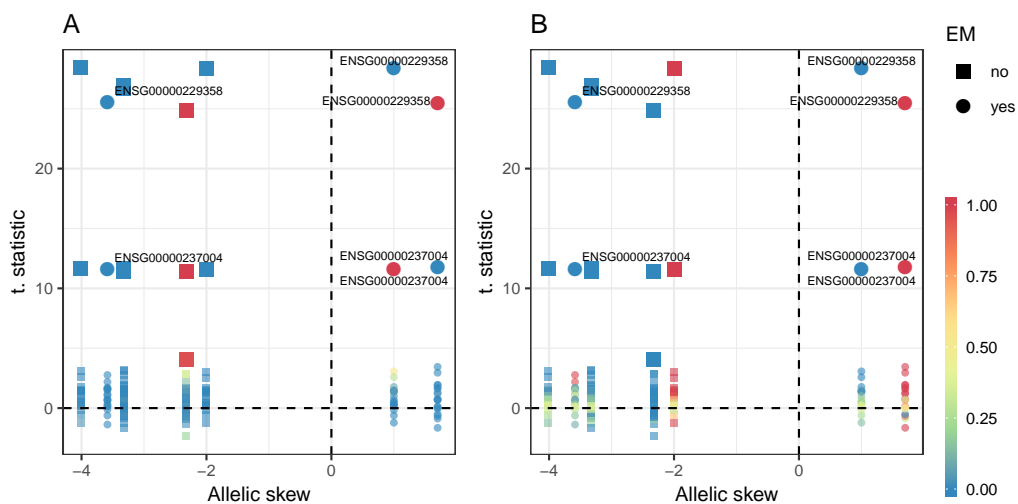 A
B
EM
no
yes
ENSG00000229358
ENSG00000229358
ENSG00000229358
ENSG00000229358
ENSG00000229358
ENSG00000229358
20
20
1.00
ENSG00000237004
ENSG00000237004
ENSG00000237004
ENSG00000237004
ENSG00000237004
ENSG00000237004
0.75
10
10
0.50
0.25
0
0
0.00
−4
−2
0
−4
−2
0
Allelic skew
Allelic skew
t. statistic
t. statistic